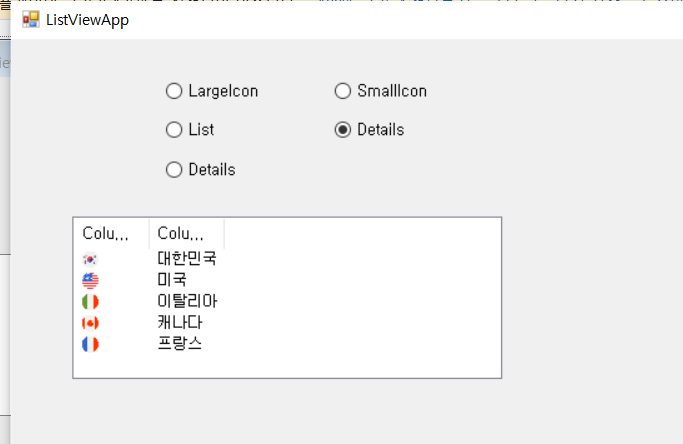 ListViewApp
LargeIcon SmallIcon
List Details
Details
Colu... Colu...
대한민국
미국
이탈리아
캐나다
프랑스